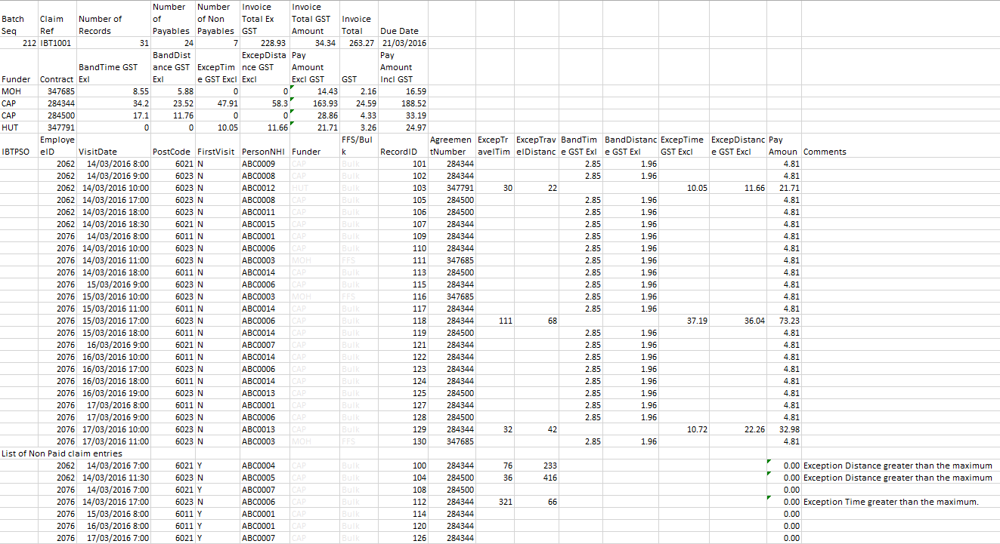 Batch Seq Claim Ref Number of Records Number of Payables Number of Non Payables Invoice Total Ex GST Invoice Total GST Amount Invoice Total Due Date
212 IBT1001 31 24 7 228.93 34.34 263.27 21/03/2016
Funder Contract BandTime GST Exl BandDistance GST Exl ExcepTime GST Excl ExcepDistance GST Excl Pay Amount Excl GST GST Pay Amount Incl GST
MOH 347685 8.55 5.88 0 0 14.43 2.16 16.59
CAP 284344 34.2 23.52 47.91 58.3 163.93 24.59 188.52
CAP 284500 17.1 11.76 0 0 28.86 4.33 33.19
HUT 347791 0 0 10.05 11.66 21.71 3.26 24.97
IBTPSO EmployeeID VisitDate PostCode FirstVisit PersonNHI Funder FFS/Bulk RecordID AgreementNumber ExcepTravelTim ExcepTravelDistanc BandTime GST Exl BandDistance GST Exl ExcepTime GST Excl ExcepDistance GST Excl Pay Amoun Comments
2062 14/03/2016 8:00 6021 N ABC0009 CAP Bulk 101 284344 2.85 1.96 4.81
2062 14/03/2016 9:00 6023 N ABC0008 CAP Bulk 102 284344 2.85 1.96 4.81
2062 14/03/2016 10:00 6023 N ABC0012 HUT Bulk 103 347791 30 22 10.05 11.66 21.71
2062 14/03/2016 17:00 6023 N ABC0008 CAP Bulk 105 284500 2.85 1.96 4.81
2062 14/03/2016 18:00 6023 N ABC0011 CAP Bulk 106 284500 2.85 1.96 4.81
2062 14/03/2016 18:30 6021 N ABC0015 CAP Bulk 107 284344 2.85 1.96 4.81
2076 14/03/2016 8:00 6011 N ABC0001 CAP Bulk 109 284344 2.85 1.96 4.81
2076 14/03/2016 10:00 6023 N ABC0006 CAP Bulk 110 284344 2.85 1.96 4.81
2076 14/03/2016 11:00 6023 N ABC0003 MOH FFS 111 347685 2.85 1.96 4.81
2076 14/03/2016 18:00 6011 N ABC0014 CAP Bulk 113 284500 2.85 1.96 4.81
2076 15/03/2016 9:00 6023 N ABC0006 CAP Bulk 115 284344 2.85 1.96 4.81
2076 15/03/2016 10:00 6023 N ABC0003 MOH FFS 116 347685 2.85 1.96 4.81
2076 15/03/2016 11:00 6011 N ABC0014 CAP Bulk 117 284344 2.85 1.96 4.81
2076 15/03/2016 17:00 6023 N ABC0006 CAP Bulk 118 284344 111 68 37.19 36.04 73.23
2076 15/03/2016 18:00 6011 N ABC0014 CAP Bulk 119 284500 2.85 1.96 4.81
2076 16/03/2016 9:00 6021 N ABC0007 CAP Bulk 121 284344 2.85 1.96 4.81
2076 16/03/2016 10:00 6011 N ABC0014 CAP Bulk 122 284344 2.85 1.96 4.81
2076 16/03/2016 17:00 6023 N ABC0006 CAP Bulk 123 284344 2.85 1.96 4.81
2076 16/03/2016 18:00 6011 N ABC0014 CAP Bulk 124 284344 2.85 1.96 4.81
2076 16/03/2016 19:00 6023 N ABC0013 CAP Bulk 125 284500 2.85 1.96 4.81
2076 17/03/2016 8:00 6011 N ABC0001 CAP Bulk 127 284344 2.85 1.96 4.81
2076 17/03/2016 9:00 6023 N ABC0006 CAP Bulk 128 284500 2.85 1.96 4.81
2076 17/03/2016 10:00 6023 N ABC0013 CAP Bulk 129 284344 32 42 10.72 22.26 32.98
2076 17/03/2016 11:00 6023 N ABC0003 MOH FFS 130 347685 2.85 1.96 4.81
List of Non Paid claim entries
2062 14/03/2016 7:00 6021 Y ABC0004 CAP Bulk 100 284344 76 233 0.00 Exception Distance greater than the maximum
2062 14/03/2016 11:30 6023 N ABC0005 CAP Bulk 104 284500 36 416 0.00 Exception Distance greater than the maximum
2076 14/03/2016 7:00 6021 Y ABC0007 CAP Bulk 108 284500 0.00
2076 14/03/2016 17:00 6023 N ABC0006 CAP Bulk 112 284344 321 66 0.00 Exception Time greater than the maximum.
2076 15/03/2016 8:00 6011 Y ABC0001 CAP Bulk 114 284344 0.00
2076 16/03/2016 8:00 6011 Y ABC0001 CAP Bulk 120 284344 0.00
2076 17/03/2016 7:00 6021 Y ABC0007 CAP Bulk 126 284344 0.00